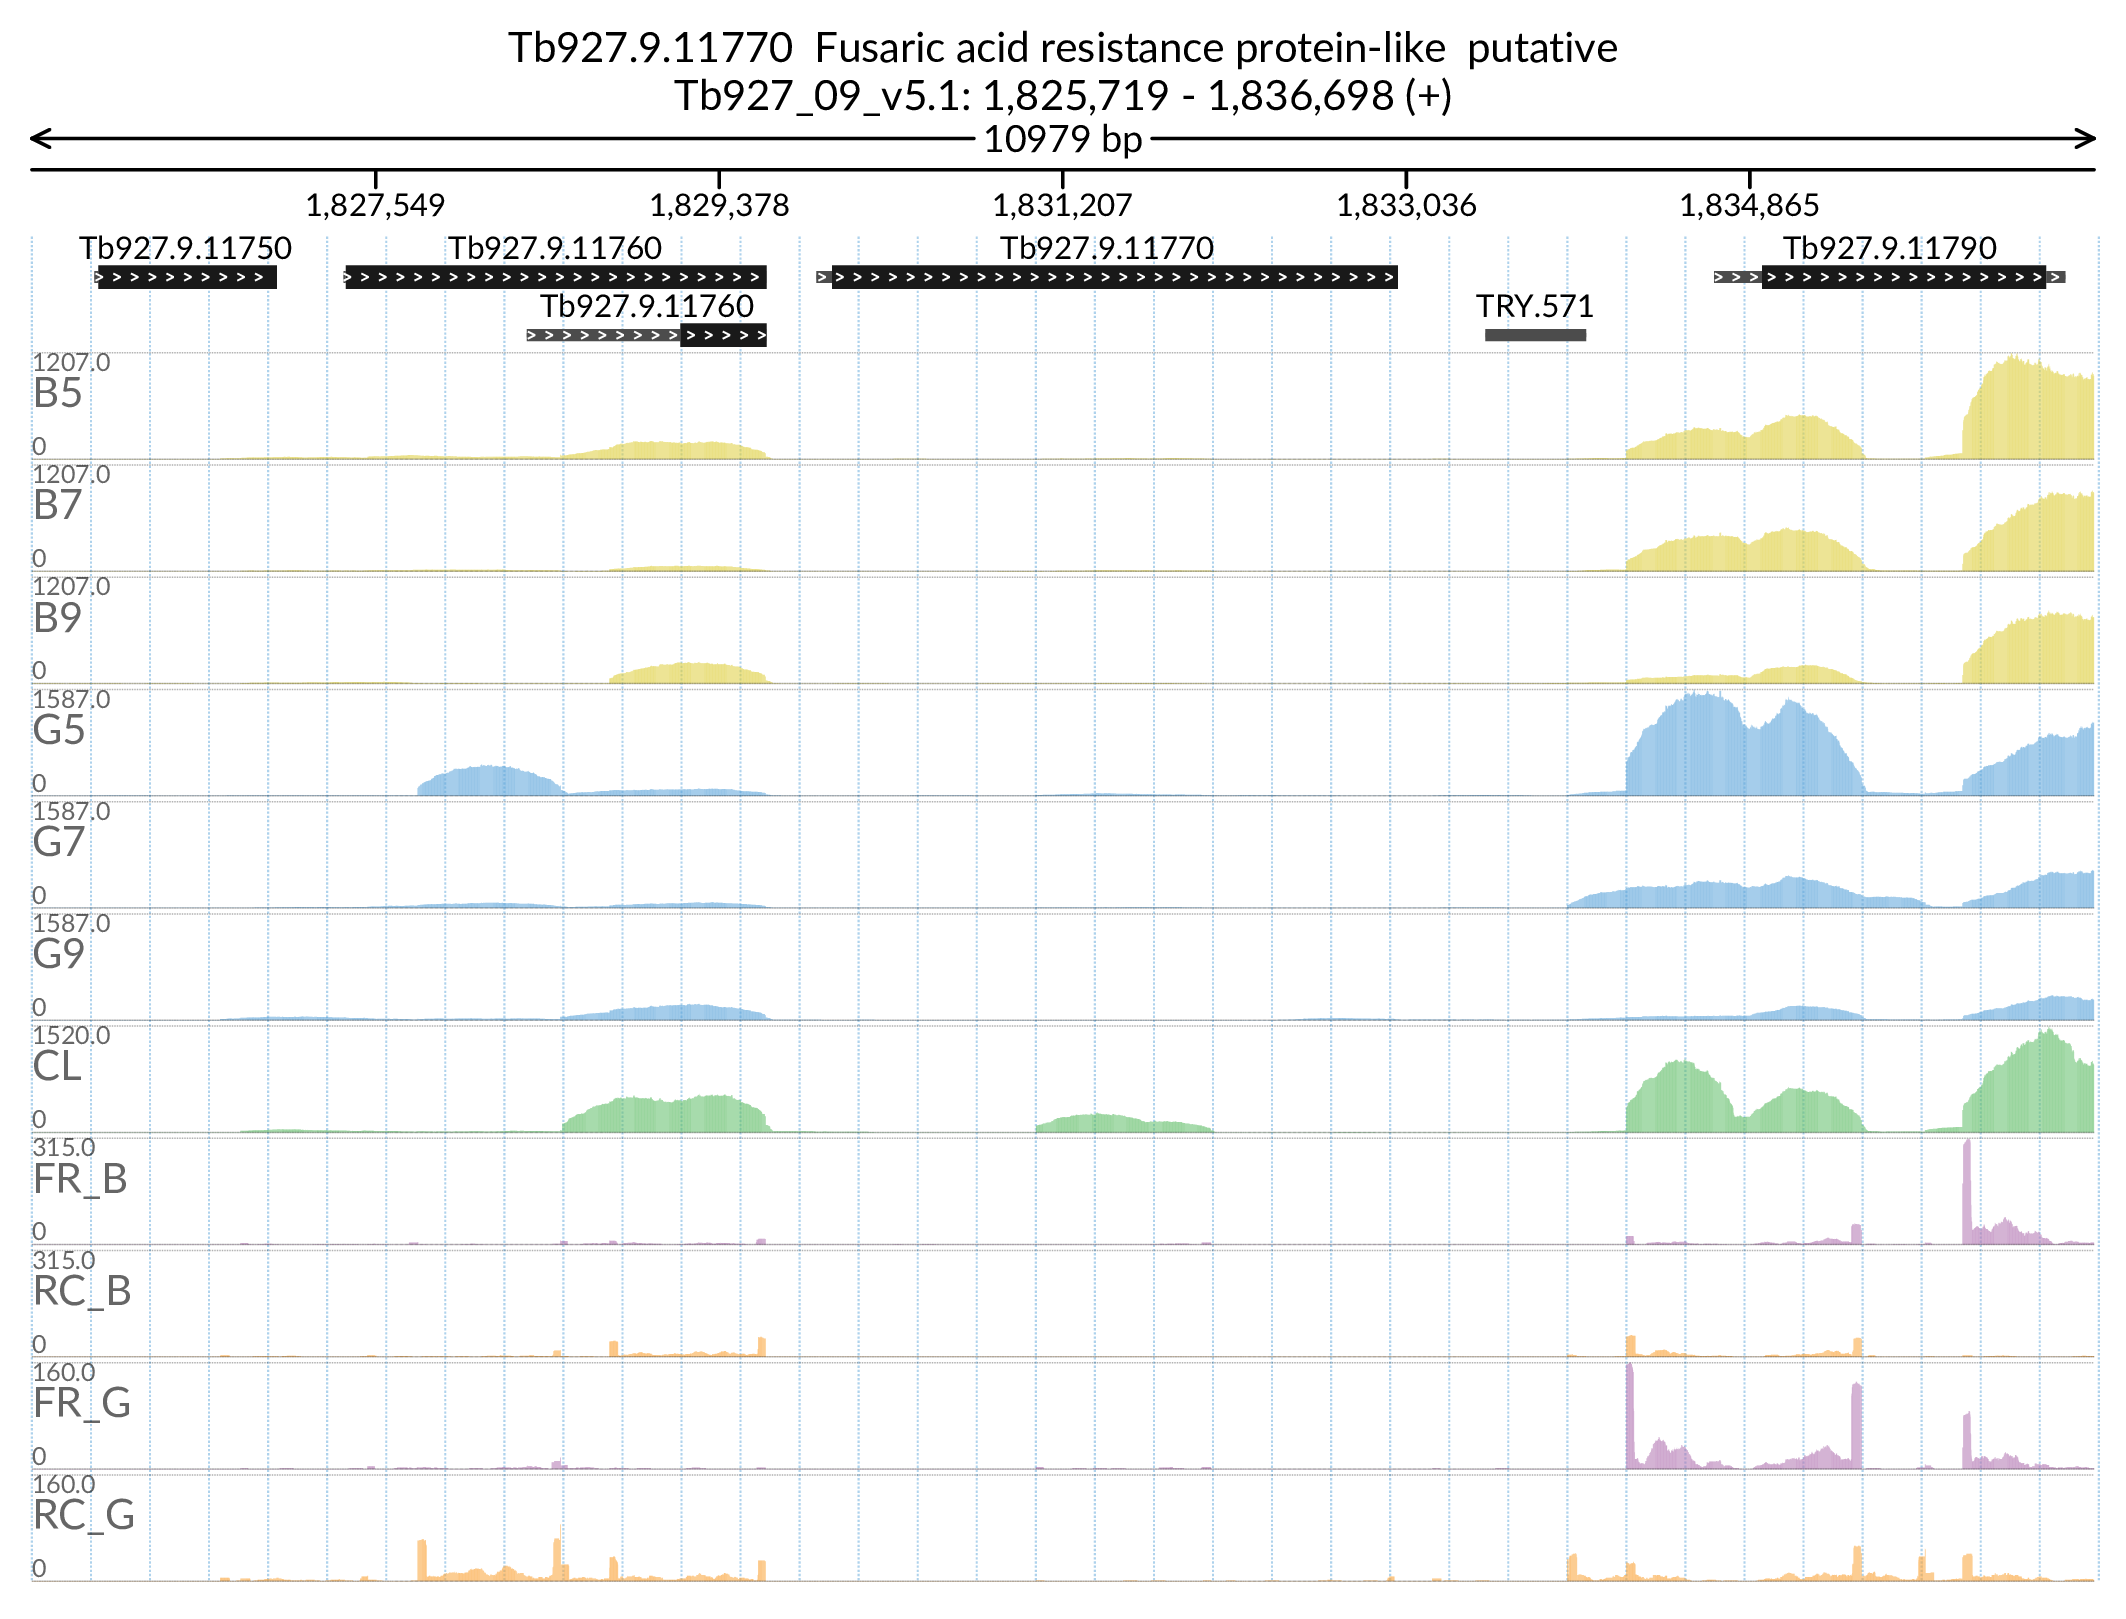 Tb927.9.11770  Fusaric acid resistance protein-like  putative
Tb927_09_v5.1: 1,825,719 - 1,836,698 (+)
10979 bp
1,827,549 1,829,378 1,831,207 1,833,036 1,834,865
Tb927.9.11750 Tb927.9.11760 Tb927.9.11770 Tb927.9.11790
Tb927.9.11760 TRY.571
1207.0
B5
0
1207.0
B7
0
1207.0
B9
0
1587.0
G5
0
1587.0
G7
0
1587.0
G9
0
1520.0
CL
0
315.0
FR_B
0
315.0
RC_B
0
160.0
FR_G
0
160.0
RC_G
0